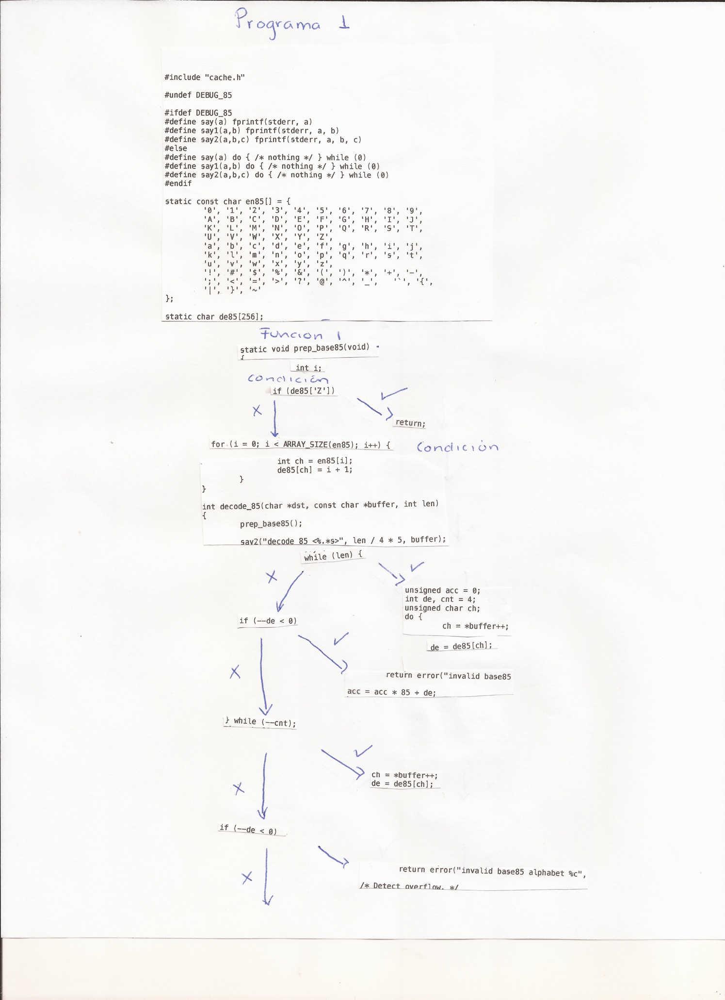 Programa 1
#include "cache.h"
#undef DEBUG_85
#ifdef DEBUG_85
#define say(a) fprintf(stderr, a)
#define say1(a,b) fprintf(stderr, a, b)
#define say2(a,b,c) fprintf(stderr, a, b, c)
#else
#define say(a) do { /* nothing */ } while (0)
#define say1(a,b) do { /* nothing */ } while (0)
#define say2(a,b,c) do { /* nothing */ } while (0)
#endif
static const char en85[] = {
'0', '1', '2', '3', '4', '5', '6', '7', '8', '9',
'A', 'B', 'C', 'D', 'E', 'F', 'G', 'H', 'I', 'J',
'K', 'L', 'M', 'N', 'O', 'P', 'Q', 'R', 'S', 'T',
'U', 'V', 'W', 'X', 'Y', 'Z',
'a', 'b', 'c', 'd', 'e', 'f', 'g', 'h', 'i', 'j',
'k', 'l', 'm', 'n', 'o', 'p', 'q', 'r', 's', 't',
'u', 'v', 'w', 'x', 'y', 'z',
'!', '#', '$', '%', '&', '(', ')', '*', '+', '-',
';', '<', '=', '>', '?', '@', '^', '_', '`', '{',
'|', '}', '~'
};
static char de85[256];
Funcion 1
static void prep_base85(void)
{
int i;
Condición
if (de85['Z'])
X ✓
return;
for (i = 0; i < ARRAY_SIZE(en85); i++) { Condición
int ch = en85[i];
de85[ch] = i + 1;
}
}
int decode_85(char *dst, const char *buffer, int len)
{
prep_base85();
say2("decode 85 <%.*s>", len / 4 * 5, buffer);
while (len) {
X ✓
unsigned acc = 0;
int de, cnt = 4;
unsigned char ch;
do {
if (--de < 0)
ch = *buffer++;
de = de85[ch];
X ✓
return error("invalid base85
acc = acc * 85 + de;
} while (--cnt);
X ✓
ch = *buffer++;
de = de85[ch];
if (--de < 0)
X
return error("invalid base85 alphabet %c",
/* Detect overflow. */